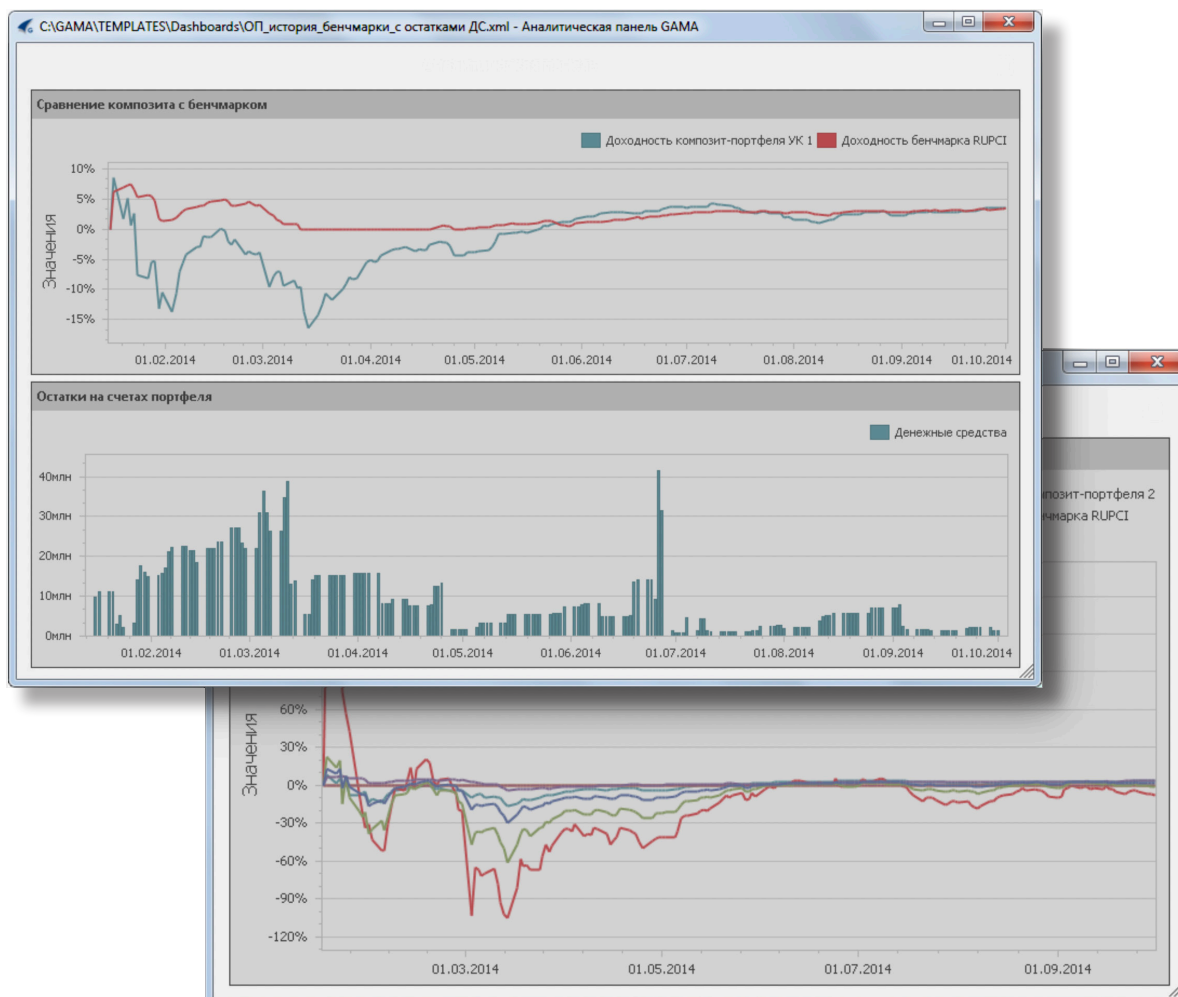 C:\GAMA\TEMPLATES\Dashboards\ОП_история_бенчмарки_с остатками ДС.xml - Аналитическая панель GAMA
Сравнение композита с бенчмарком
Доходность композит-портфеля УК 1 Доходность бенчмарка RUPCI
Значения
10%
5%
0%
-5%
-10%
-15%
01.02.2014 01.03.2014 01.04.2014 01.05.2014 01.06.2014 01.07.2014 01.08.2014 01.09.2014 01.10.2014
Остатки на счетах портфеля
Денежные средства
40млн
30млн
20млн
10млн
0млн
01.02.2014 01.03.2014 01.04.2014 01.05.2014 01.06.2014 01.07.2014 01.08.2014 01.09.2014 01.10.2014
позит-портфеля 2
нчмарка RUPCI
Значения
60%
30%
0%
-30%
-60%
-90%
-120%
01.03.2014 01.05.2014 01.07.2014 01.09.2014